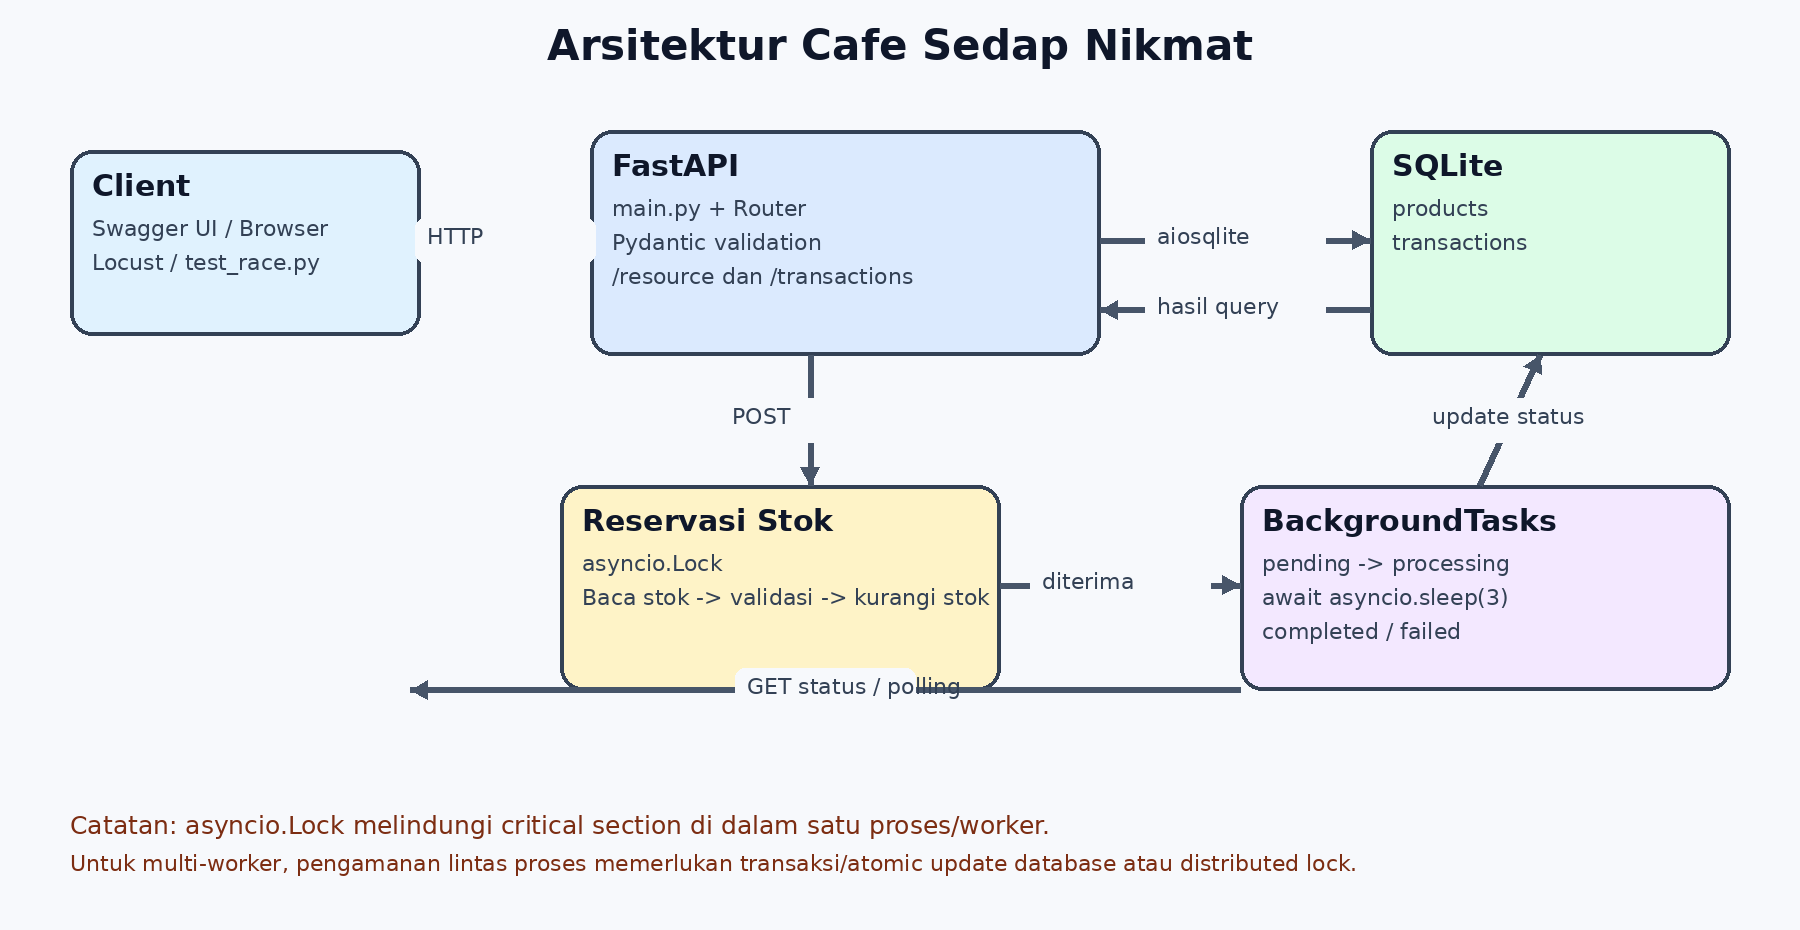 Arsitektur Cafe Sedap Nikmat
Client
Swagger UI / Browser
Locust / test_race.py
HTTP
FastAPI
main.py + Router
Pydantic validation
/resource dan /transactions
aiosqlite
hasil query
SQLite
products
transactions
POST
update status
Reservasi Stok
asyncio.Lock
Baca stok -> validasi -> kurangi stok
diterima
BackgroundTasks
pending -> processing
await asyncio.sleep(3)
completed / failed
GET status / polling
Catatan: asyncio.Lock melindungi critical section di dalam satu proses/worker.
Untuk multi-worker, pengamanan lintas proses memerlukan transaksi/atomic update database atau distributed lock.